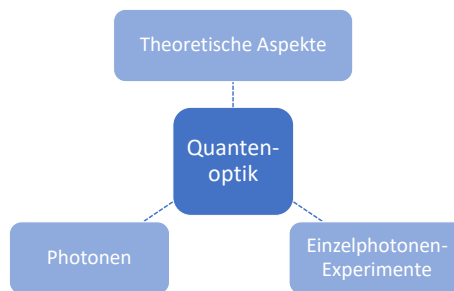 Theoretische Aspekte
Quanten-
optik
Photonen
Einzelphotonen-
Experimente